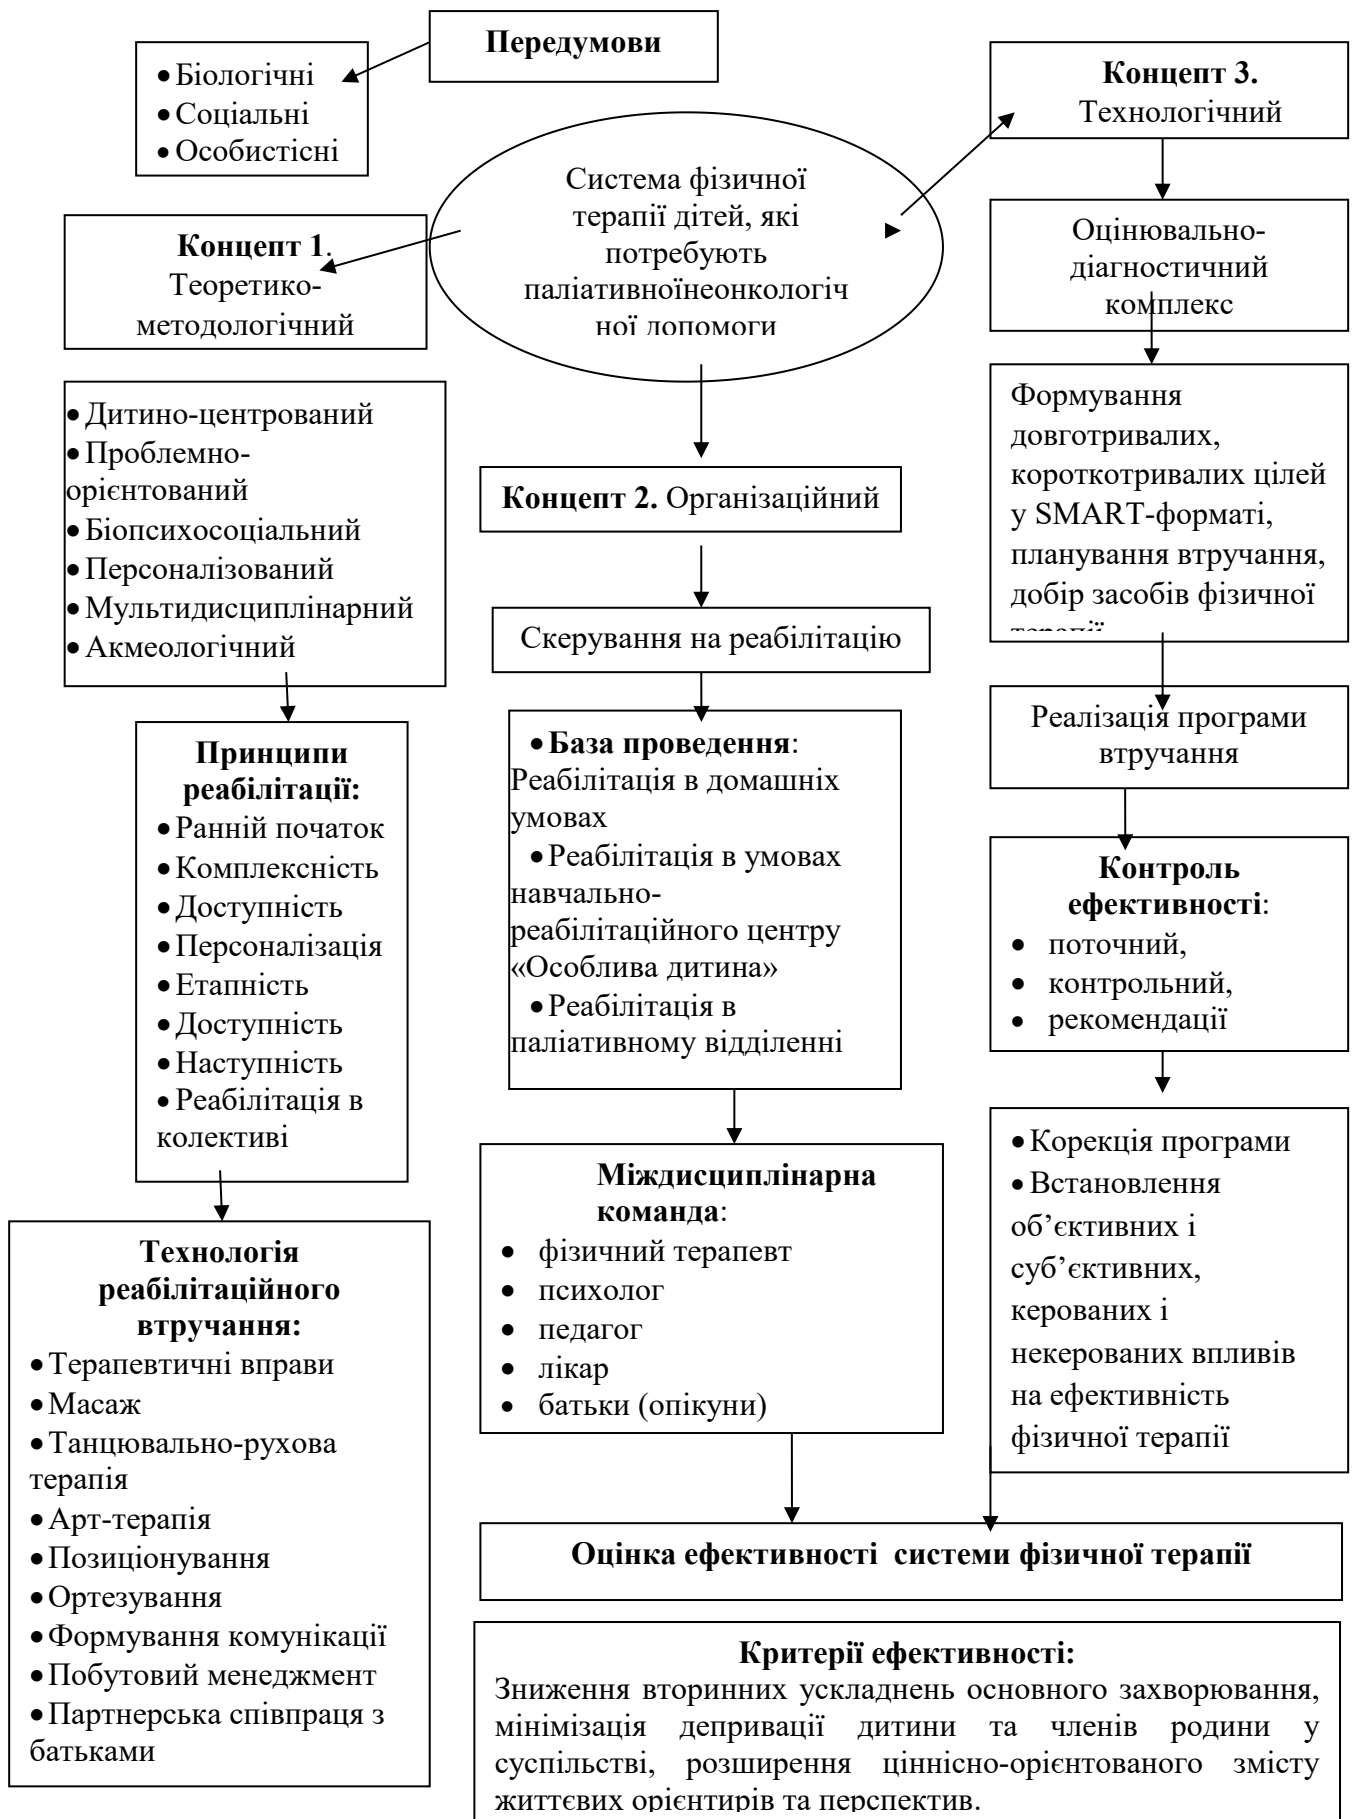 Передумови
• Біологічні
• Соціальні
• Особистісні
Концепт 3.
Технологічний
Система фізичної
терапії дітей, які
потребують
паліативноїнеонкологіч
ної допомоги
Концепт 1.
Теоретико-
методологічний
Оцінювально-
діагностичний
комплекс
• Дитино-центрований
• Проблемно-
орієнтований
• Біопсихосоціальний
• Персоналізований
• Мультидисциплінарний
• Акмеологічний
Концепт 2. Організаційний
Формування
довготривалих,
короткотривалих цілей
у SMART-форматі,
планування втручання,
добір засобів фізичної
терапії
Скерування на реабілітацію
Принципи
реабілітації:
• Ранній початок
• Комплексність
• Доступність
• Персоналізація
• Етапність
• Доступність
• Наступність
• Реабілітація в
колективі
• База проведення:
Реабілітація в домашніх
умовах
• Реабілітація в умовах
навчально-
реабілітаційного центру
«Особлива дитина»
• Реабілітація в
паліативному відділенні
Реалізація програми
втручання
Контроль
ефективності:
• поточний,
• контрольний,
• рекомендації
Міждисциплінарна
команда:
• фізичний терапевт
• психолог
• педагог
• лікар
• батьки (опікуни)
• Корекція програми
• Встановлення
об’єктивних і
суб’єктивних,
керованих і
некерованих впливів
на ефективність
фізичної терапії
Технологія
реабілітаційного
втручання:
• Терапевтичні вправи
• Масаж
• Танцювально-рухова
терапія
• Арт-терапія
• Позиціонування
• Ортезування
• Формування комунікації
• Побутовий менеджмент
• Партнерська співпраця з
батьками
Оцінка ефективності системи фізичної терапії
Критерії ефективності:
Зниження вторинних ускладнень основного захворювання,
мінімізація депривації дитини та членів родини у
суспільстві, розширення ціннісно-орієнтованого змісту
життєвих орієнтирів та перспектив.